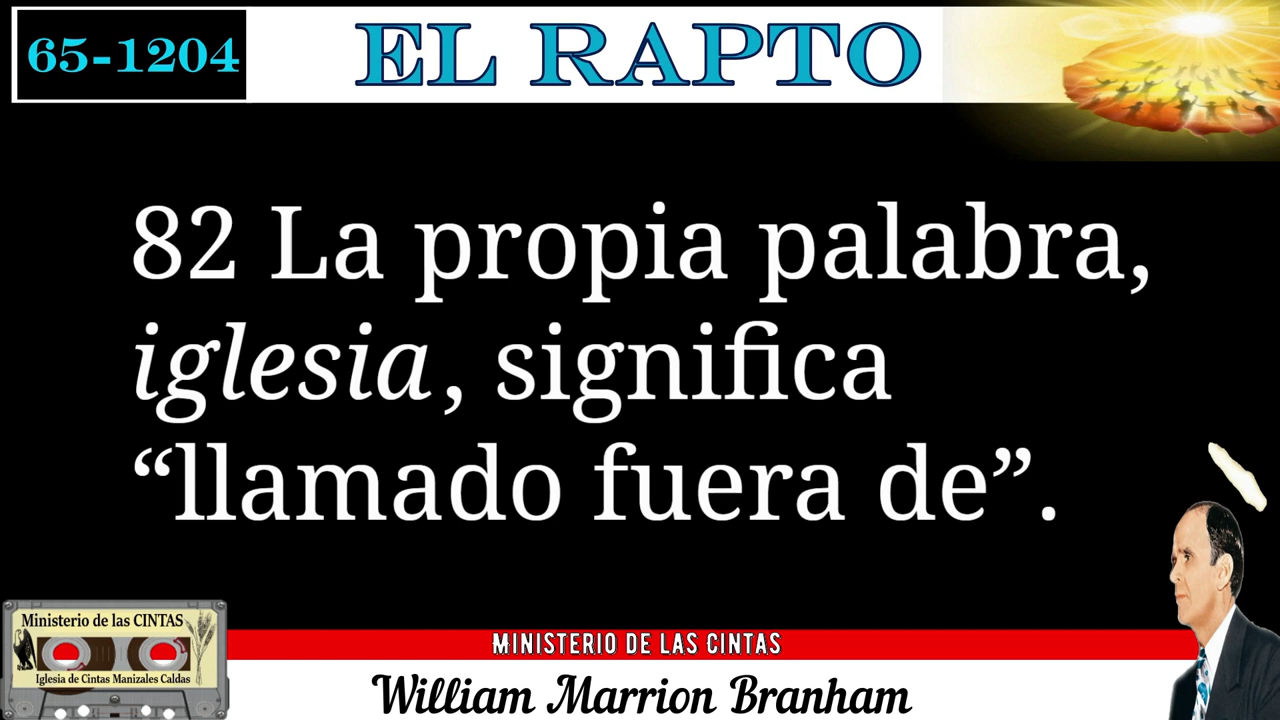 65-1204
EL RAPTO
82 La propia palabra,
iglesia, significa
“llamado fuera de”.
Ministerio de las CINTAS
Iglesia de Cintas Manizales Caldas
MINISTERIO DE LAS CINTAS
William Marrion Branham